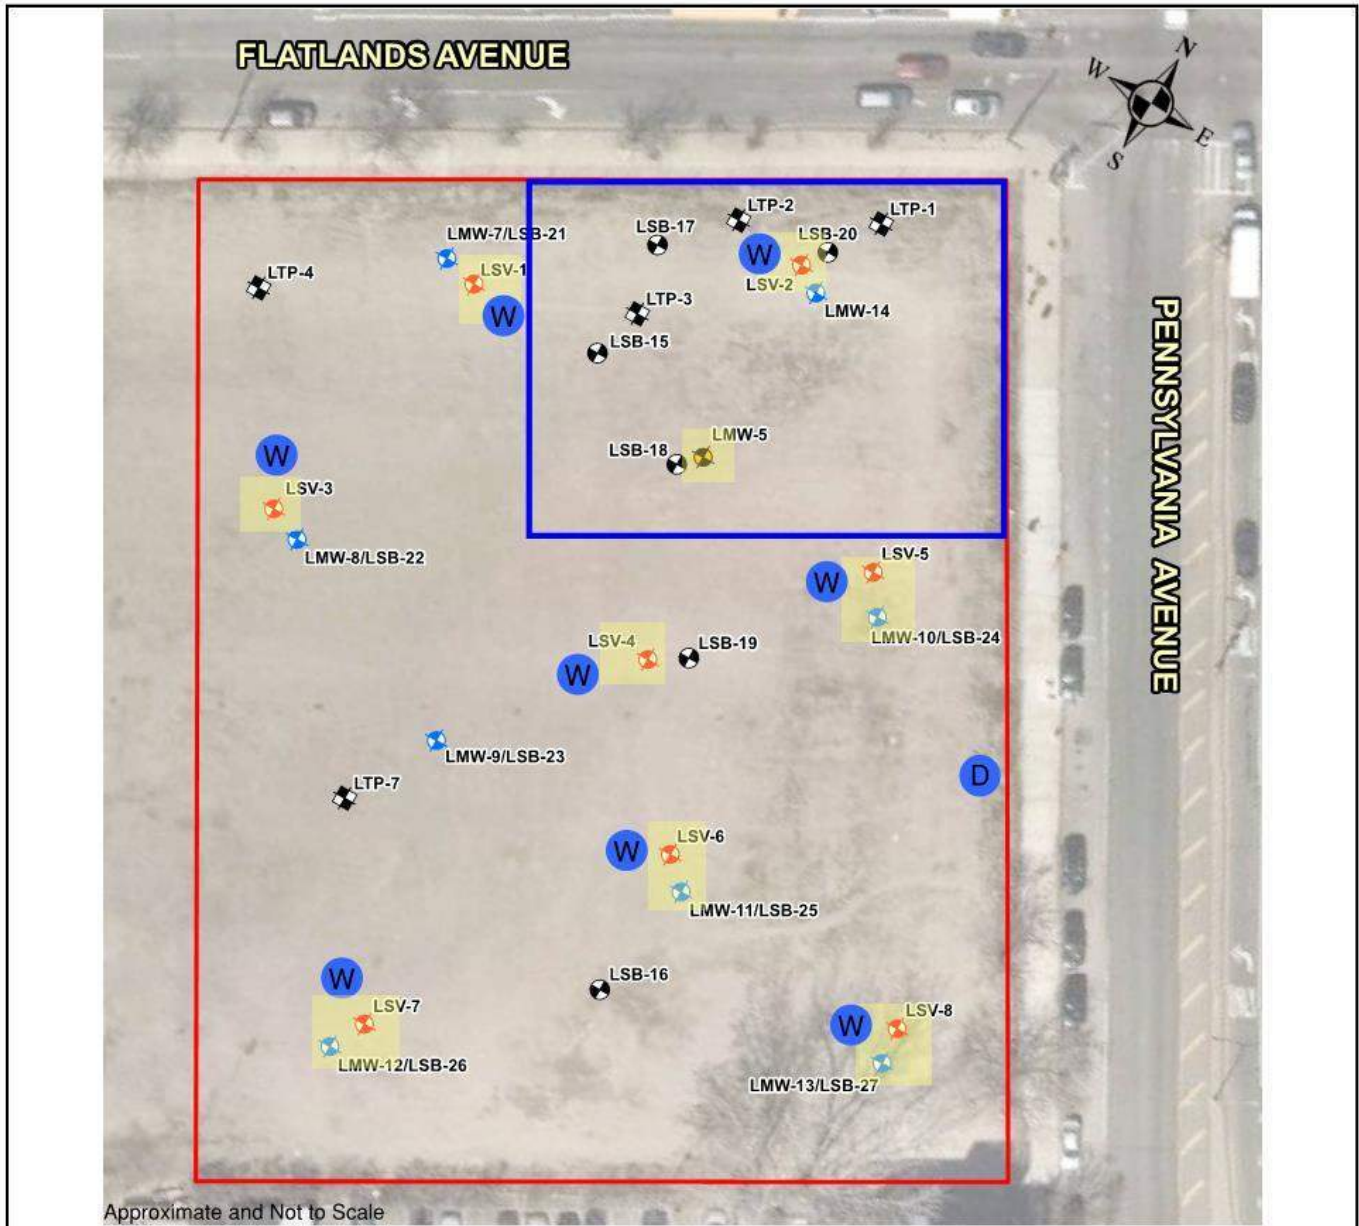 FLATLANDS AVENUE
N
W
E
S
LTP-2
LTP-1
LSB-17
LSB-20
LMW-7/LSB-21
W
LTP-4
LSV-1
LSV-2
W
LTP-3
LMW-14
LSB-15
PENNSYLVANIA AVENUE
LMW-5
LSB-18
W
LSV-3
LMW-8/LSB-22
LSV-5
W
LMW-10/LSB-24
LSV-4
LSB-19
W
LMW-9/LSB-23
D
LTP-7
LSV-6
W
LMW-11/LSB-25
W
LSB-16
LSV-7
LSV-8
W
LMW-12/LSB-26
LMW-13/LSB-27
Approximate and Not to Scale